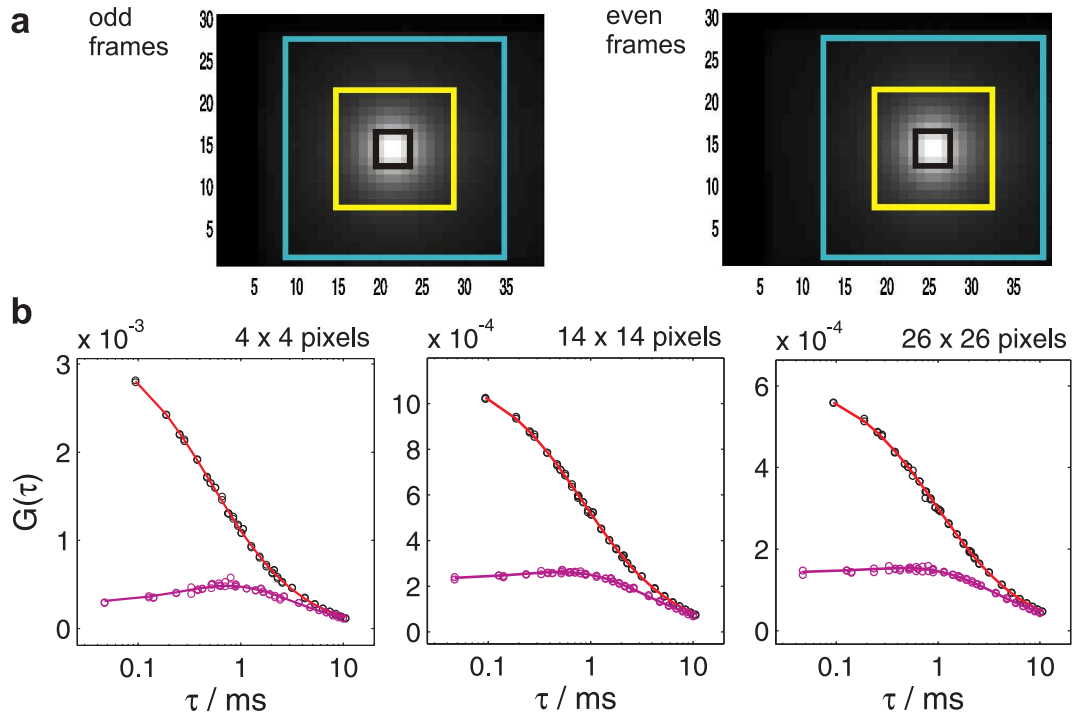 a
odd
frames
even
frames
30
25
20
15
10
5
5 10 15 20 25 30 35
30
25
20
15
10
5
5 10 15 20 25 30 35
b
x 10⁻³ 4 x 4 pixels
3
2
1
0
G(τ)
0.1 1 10
τ / ms
x 10⁻⁴ 14 x 14 pixels
10
8
6
4
2
0
0.1 1 10
τ / ms
x 10⁻⁴ 26 x 26 pixels
6
4
2
0
0.1 1 10
τ / ms